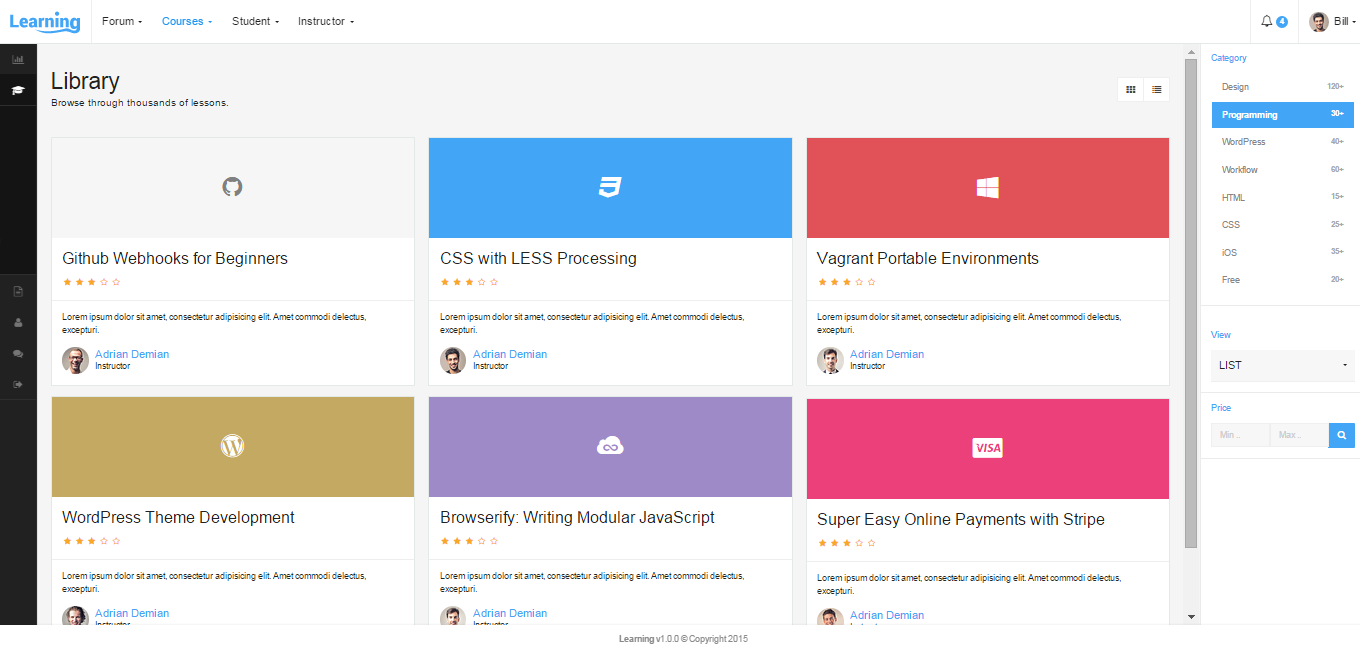 Learning
Forum
Courses
Student
Instructor
4
Bill
Library
Browse through thousands of lessons.
Github Webhooks for Beginners
Lorem ipsum dolor sit amet, consectetur adipisicing elit. Amet commodi delectus,
excepturi.
Adrian Demian
Instructor
CSS with LESS Processing
Lorem ipsum dolor sit amet, consectetur adipisicing elit. Amet commodi delectus,
excepturi.
Adrian Demian
Instructor
Vagrant Portable Environments
Lorem ipsum dolor sit amet, consectetur adipisicing elit. Amet commodi delectus,
excepturi.
Adrian Demian
Instructor
WordPress Theme Development
Lorem ipsum dolor sit amet, consectetur adipisicing elit. Amet commodi delectus,
excepturi.
Adrian Demian
Instructor
Browserify: Writing Modular JavaScript
Lorem ipsum dolor sit amet, consectetur adipisicing elit. Amet commodi delectus,
excepturi.
Adrian Demian
Instructor
VISA
Super Easy Online Payments with Stripe
Lorem ipsum dolor sit amet, consectetur adipisicing elit. Amet commodi delectus,
excepturi.
Adrian Demian
Category
Design 120+
Programming 30+
WordPress 40+
Workflow 60+
HTML 15+
CSS 25+
iOS 35+
Free 20+
View
LIST
Price
Min ..
Max ..
Learning v1.0.0 © Copyright 2015